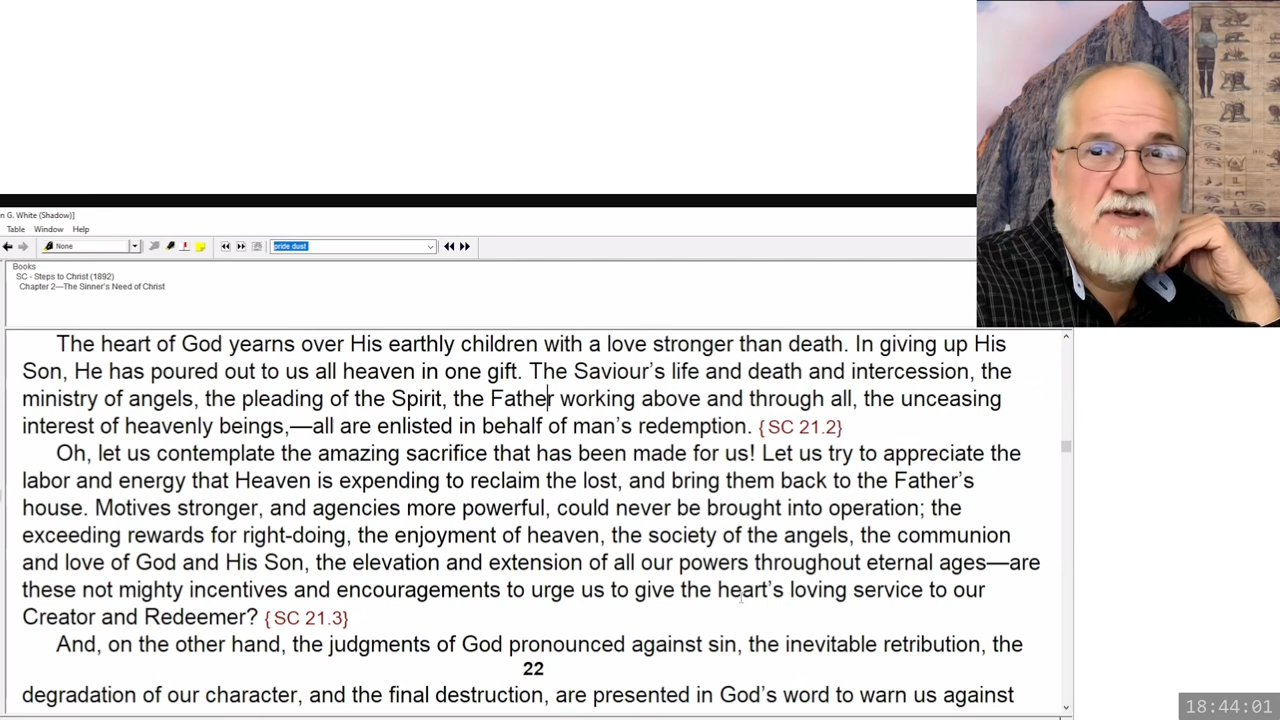 n G. White (Shadow)]
Table Window Help
None
pride dust
Books
SC - Steps to Christ (1892)
Chapter 2—The Sinner's Need of Christ
The heart of God yearns over His earthly children with a love stronger than death. In giving up His
Son, He has poured out to us all heaven in one gift. The Saviour’s life and death and intercession, the
ministry of angels, the pleading of the Spirit, the Father working above and through all, the unceasing
interest of heavenly beings,—all are enlisted in behalf of man’s redemption. {SC 21.2}
Oh, let us contemplate the amazing sacrifice that has been made for us! Let us try to appreciate the
labor and energy that Heaven is expending to reclaim the lost, and bring them back to the Father’s
house. Motives stronger, and agencies more powerful, could never be brought into operation; the
exceeding rewards for right-doing, the enjoyment of heaven, the society of the angels, the communion
and love of God and His Son, the elevation and extension of all our powers throughout eternal ages—are
these not mighty incentives and encouragements to urge us to give the heart’s loving service to our
Creator and Redeemer? {SC 21.3}
And, on the other hand, the judgments of God pronounced against sin, the inevitable retribution, the
22
degradation of our character, and the final destruction, are presented in God’s word to warn us against
18:44:01